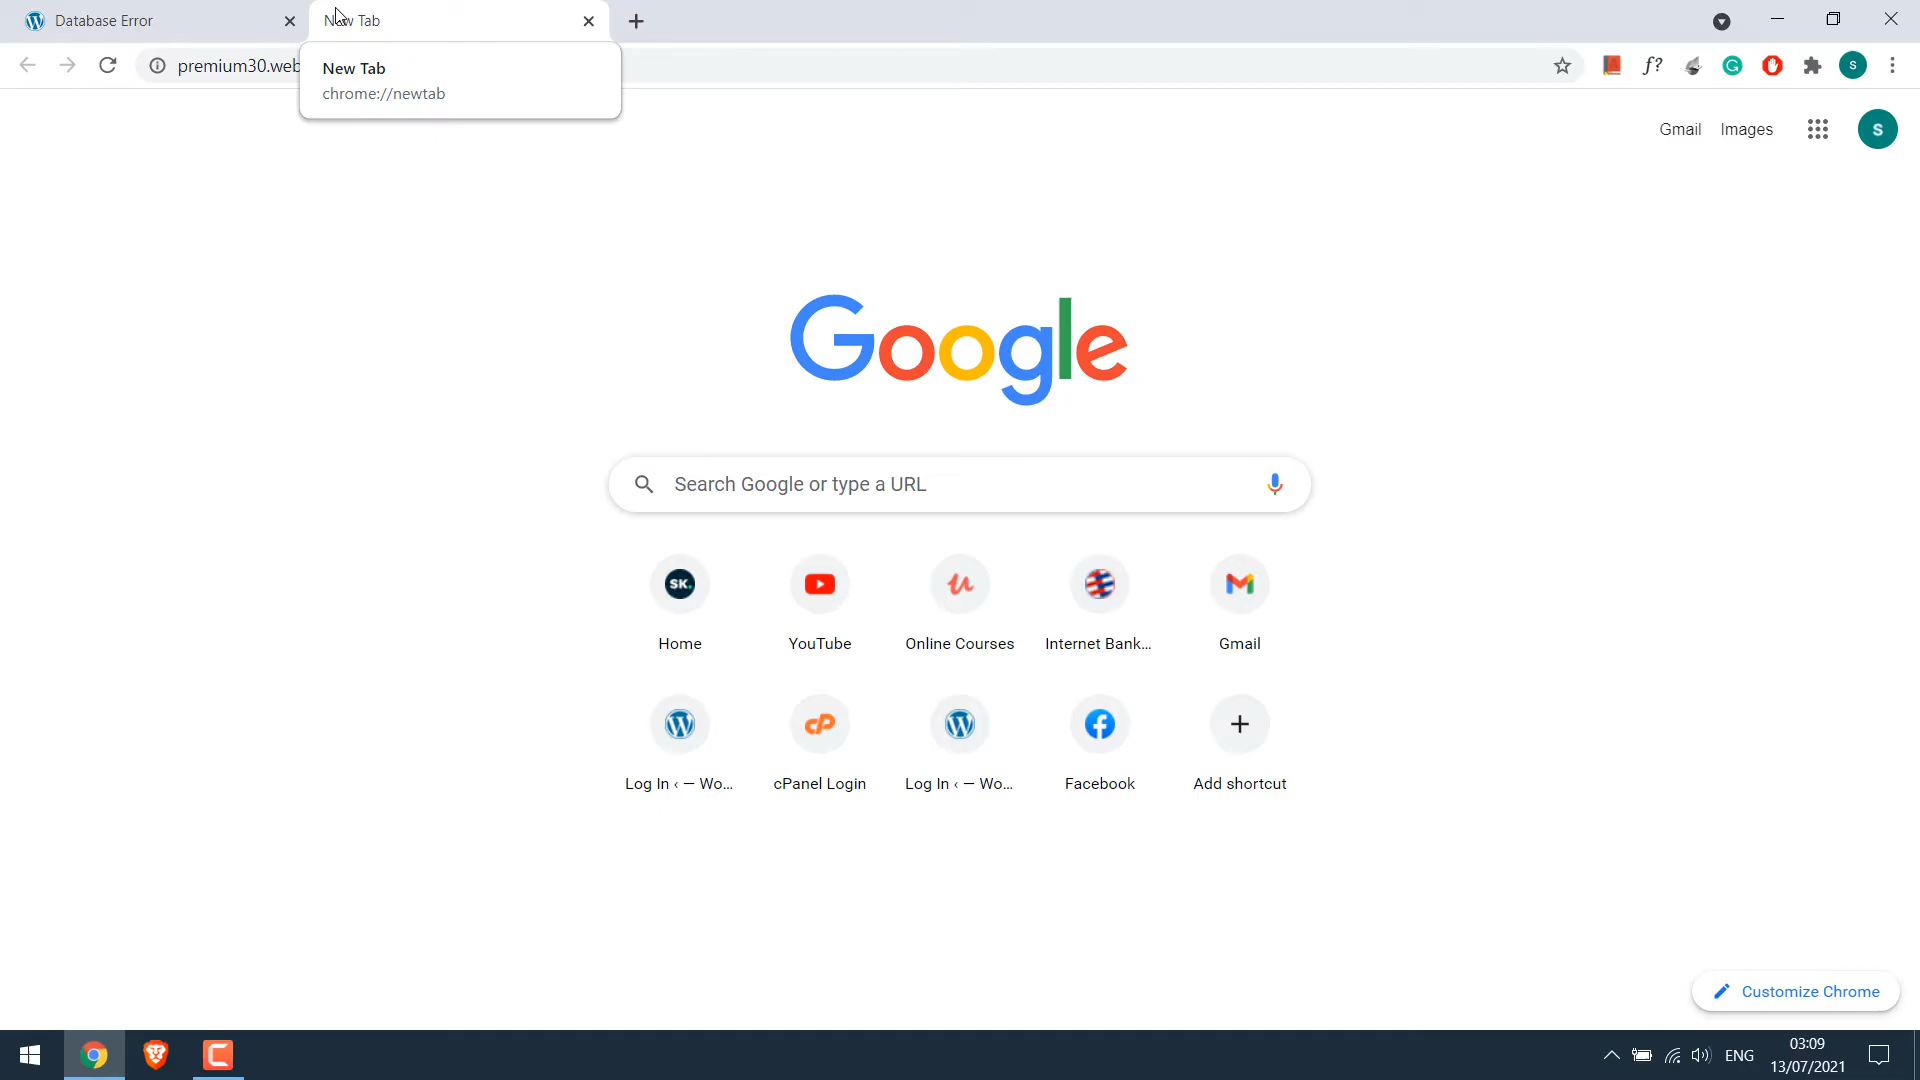 Database Error
New Tab
premium30.web
New Tab
chrome://newtab
f?
G
s
Gmail
Images
s
Google
Search Google or type a URL
SK.
Home
YouTube
Online Courses
Internet Bank...
Gmail
cP
Log In ‹ — Wo...
cPanel Login
Log In ‹ — Wo...
Facebook
Add shortcut
Customize Chrome
ENG
03:09
13/07/2021